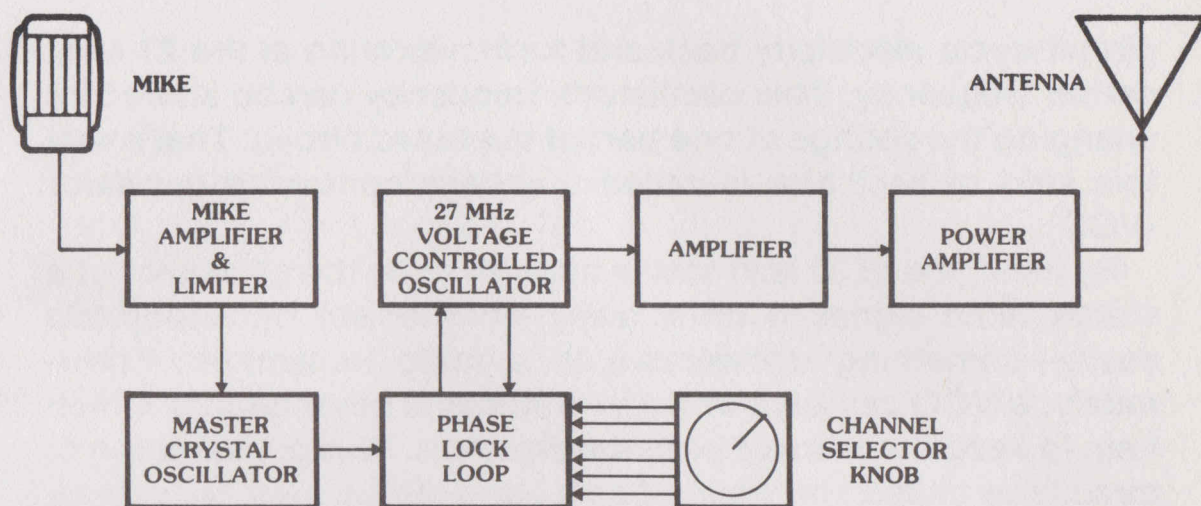 MIKE
ANTENNA
MIKE
AMPLIFIER
&
LIMITER
27 MHz
VOLTAGE
CONTROLLED
OSCILLATOR
AMPLIFIER
POWER
AMPLIFIER
MASTER
CRYSTAL
OSCILLATOR
PHASE
LOCK
LOOP
CHANNEL
SELECTOR
KNOB